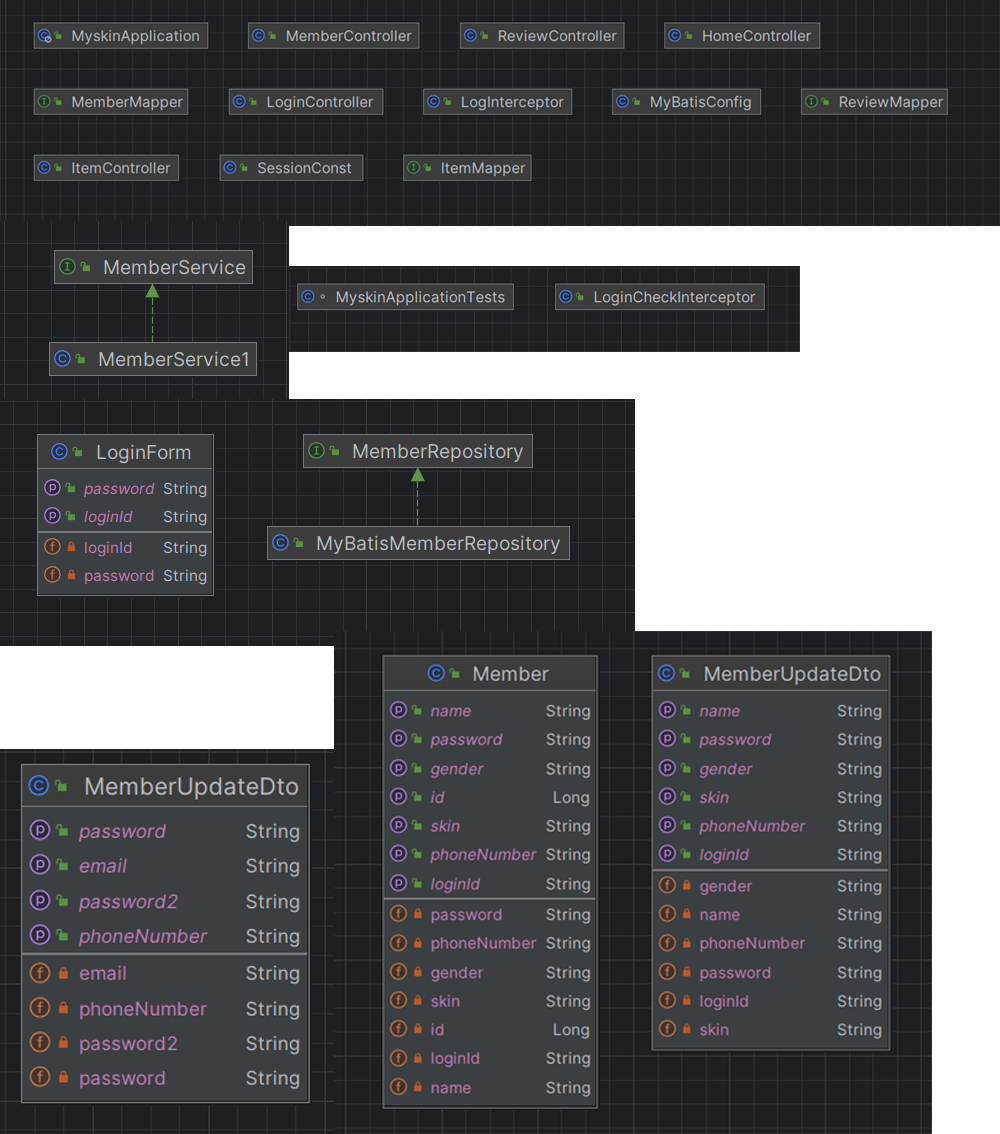 MyskinApplication MemberController ReviewController HomeController
MemberMapper LoginController LogInterceptor MyBatisConfig ReviewMapper
ItemController SessionConst ItemMapper
MemberService
MemberService1
MyskinApplicationTests LoginCheckInterceptor
LoginForm
password String
loginId String
loginId String
password String
MemberRepository
MyBatisMemberRepository
MemberUpdateDto
password String
email String
password2 String
phoneNumber String
email String
phoneNumber String
password2 String
password String
Member
name String
password String
gender String
id Long
skin String
phoneNumber String
loginId String
password String
phoneNumber String
gender String
skin String
id Long
loginId String
name String
MemberUpdateDto
name String
password String
gender String
skin String
phoneNumber String
loginId String
gender String
name String
phoneNumber String
password String
loginId String
skin String